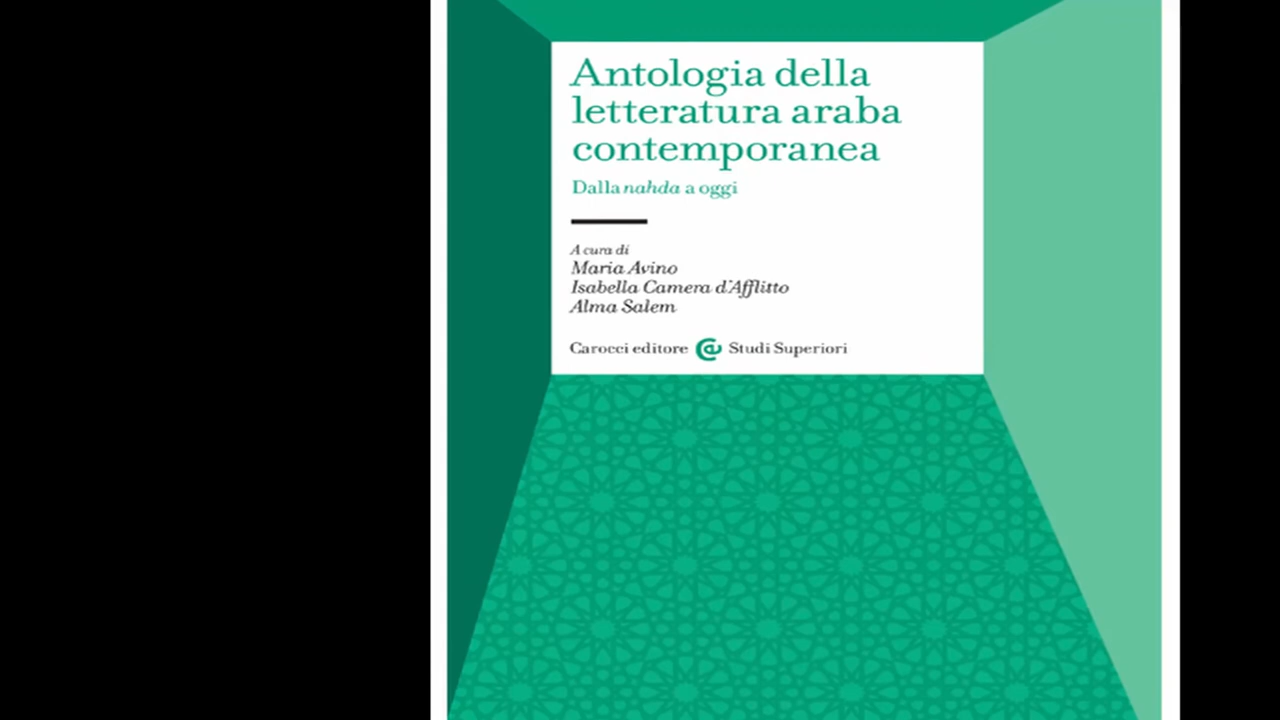 Antologia della
letteratura araba
contemporanea
Dalla nahda a oggi
A cura di
Maria Avino
Isabella Camera d'Afflitto
Alma Salem
Carocci editore @ Studi Superiori